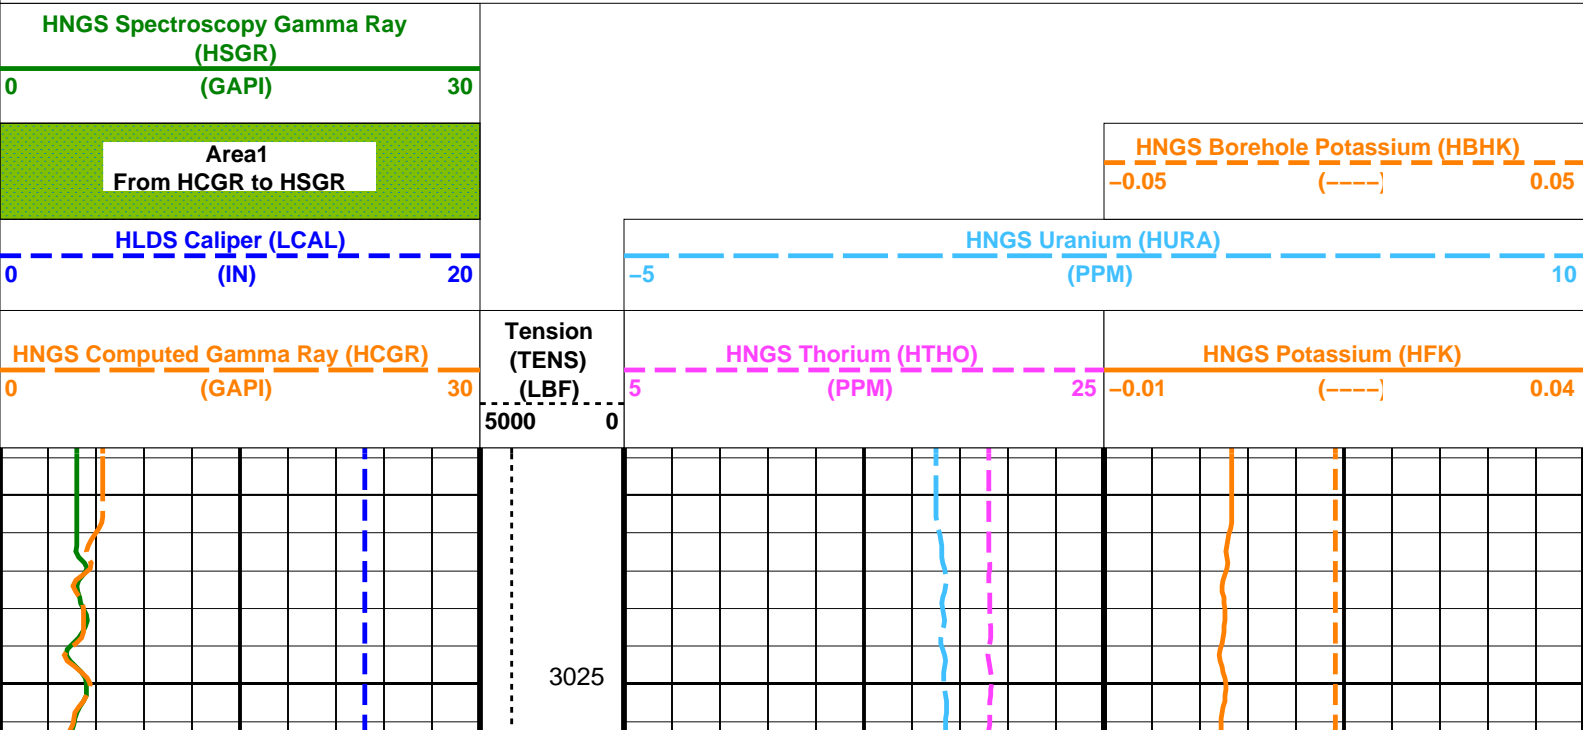 HNGS Spectroscopy Gamma Ray
(HSGR)
0 (GAPI) 30
Area1
From HCGR to HSGR
HNGS Borehole Potassium (HBHK)
−0.05 (−−−−) 0.05
HLDS Caliper (LCAL)
0 (IN) 20
HNGS Uranium (HURA)
−5 (PPM) 10
HNGS Computed Gamma Ray (HCGR)
0 (GAPI) 30
Tension
(TENS)
(LBF)
5000 0
HNGS Thorium (HTHO)
5 (PPM) 25
HNGS Potassium (HFK)
−0.01 (−−−−) 0.04
3025